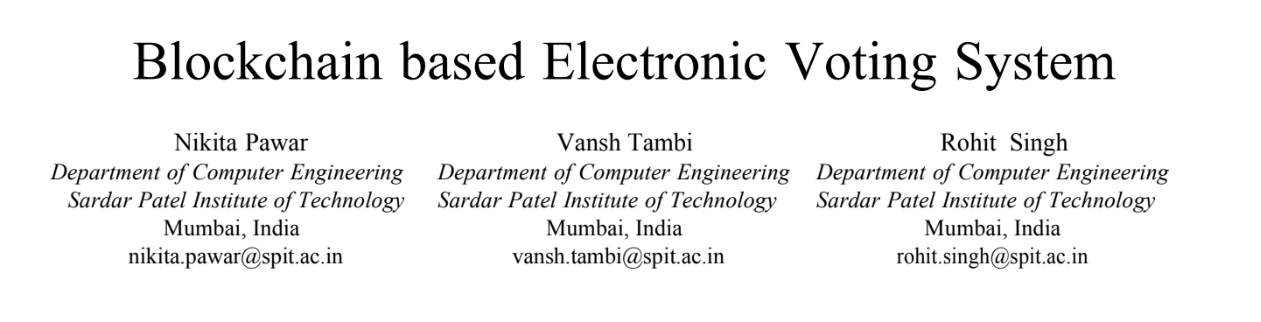 Blockchain based Electronic Voting System
Nikita Pawar
Department of Computer Engineering
Sardar Patel Institute of Technology
Mumbai, India
nikita.pawar@spit.ac.in
Vansh Tambi
Department of Computer Engineering
Sardar Patel Institute of Technology
Mumbai, India
vansh.tambi@spit.ac.in
Rohit Singh
Department of Computer Engineering
Sardar Patel Institute of Technology
Mumbai, India
rohit.singh@spit.ac.in